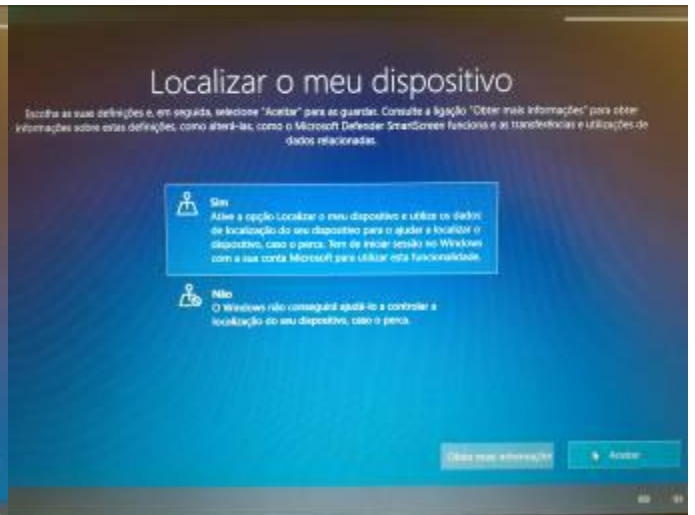 Localizar o meu dispositivo
Escolha as suas definições e, em seguida, selecione "Aceitar" para as guardar. Consulte a ligação "Obter mais informações" para obter
informações sobre estas definições, como alterá-las, como o Microsoft Defender SmartScreen funciona e as transferências e utilizações de
dados relacionadas.
Sim
Ative a opção Localizar o meu dispositivo e utilize os dados
de localização do seu dispositivo para o ajudar a localizar o
dispositivo, caso o perca. Tem de iniciar sessão no Windows
com a sua conta Microsoft para utilizar esta funcionalidade.
Não
O Windows não conseguirá ajudá-lo a controlar a
localização do seu dispositivo, caso o perca.
Obter mais informações
Aceitar